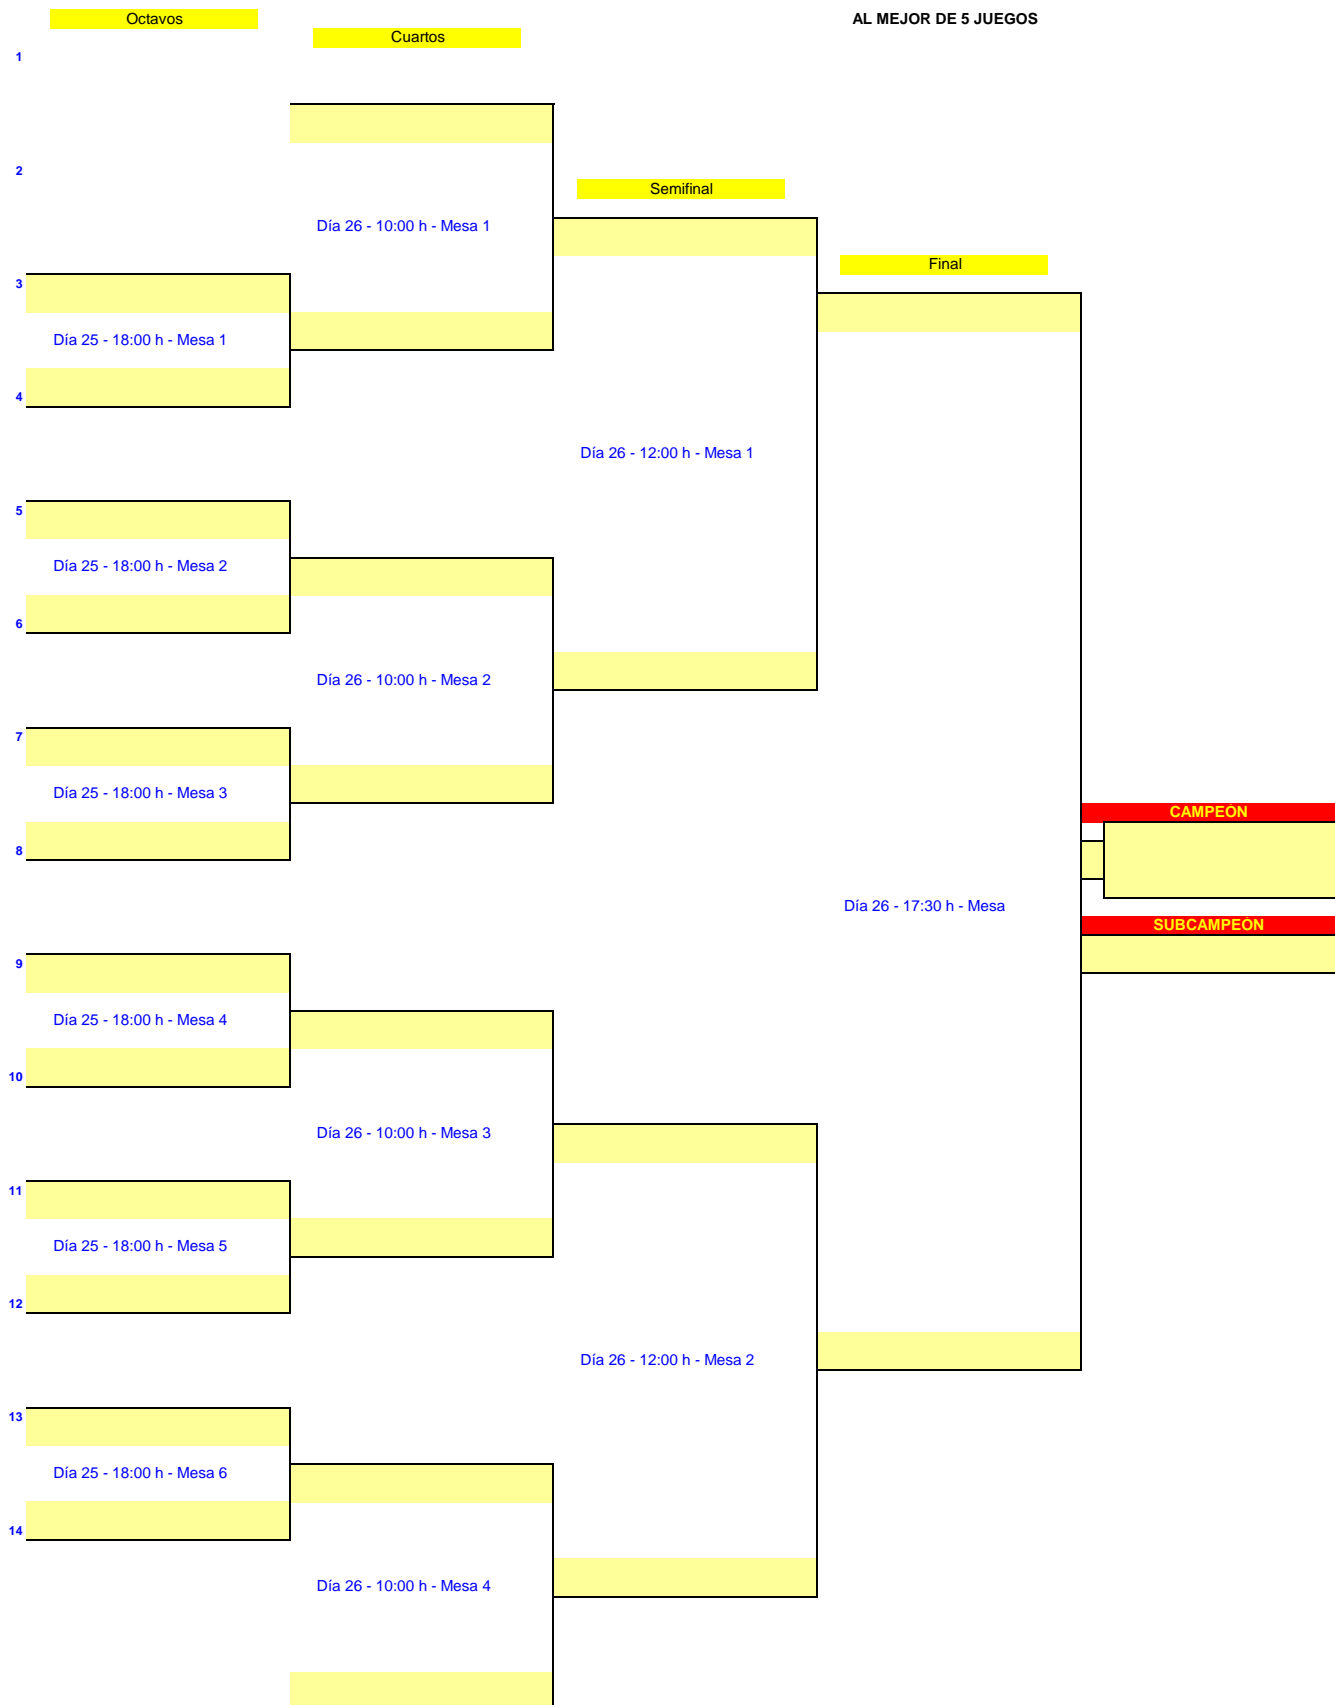 Octavos
AL MEJOR DE 5 JUEGOS
Cuartos
1
2
Semifinal
Día 26 - 10:00 h - Mesa 1
Final
3
Día 25 - 18:00 h - Mesa 1
4
Día 26 - 12:00 h - Mesa 1
5
Día 25 - 18:00 h - Mesa 2
6
Día 26 - 10:00 h - Mesa 2
7
Día 25 - 18:00 h - Mesa 3
CAMPEÓN
8
Día 26 - 17:30 h - Mesa
SUBCAMPEÓN
9
Día 25 - 18:00 h - Mesa 4
10
Día 26 - 10:00 h - Mesa 3
11
Día 25 - 18:00 h - Mesa 5
12
Día 26 - 12:00 h - Mesa 2
13
Día 25 - 18:00 h - Mesa 6
14
Día 26 - 10:00 h - Mesa 4